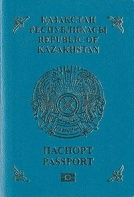 ҚАЗАҚСТАН
РЕСПУБЛИКАСЫ
REPUBLIC OF
KAZAKHSTAN
ПАСПОРТ
PASSPORT